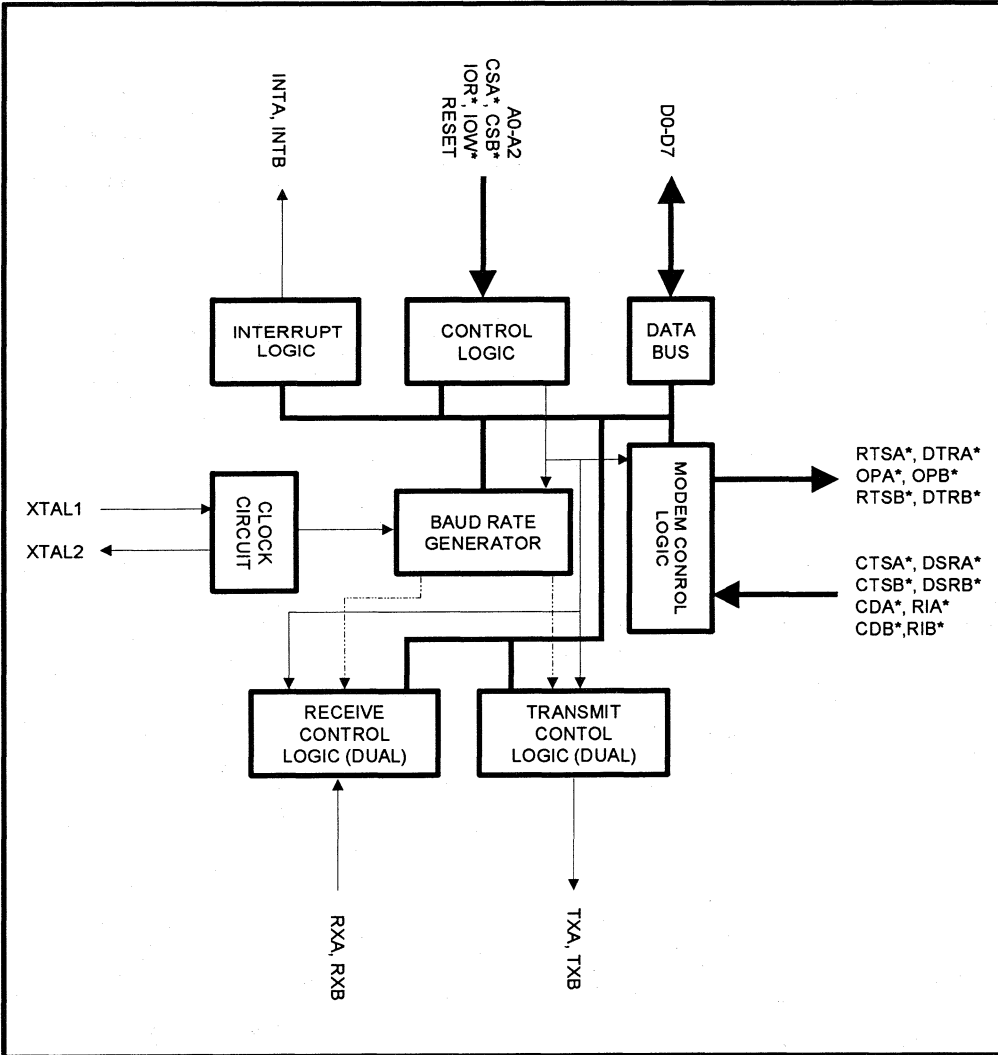 INTA, INTB
A0-A2
CSA*, CSB*
IOR*, IOW*
RESET
D0-D7
INTERRUPT
LOGIC
CONTROL
LOGIC
DATA
BUS
XTAL1
XTAL2
CLOCK
CIRCUIT
BAUD RATE
GENERATOR
MODEM CONROL
LOGIC
RTSA*, DTRA*
OPA*, OPB*
RTSB*, DTRB*
CTSA*, DSRA*
CTSB*, DSRB*
CDA*, RIA*
CDB*,RIB*
RECEIVE
CONTROL
LOGIC (DUAL)
TRANSMIT
CONTOL
LOGIC (DUAL)
RXA, RXB
TXA, TXB